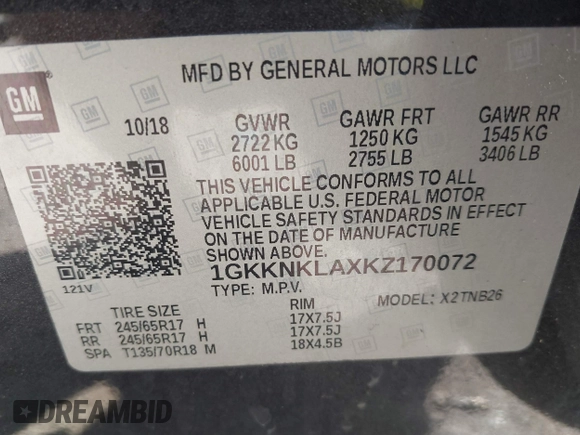 GM
MFD BY GENERAL MOTORS LLC
10/18 GVWR GAWR FRT GAWR RR
2722 KG 1250 KG 1545 KG
6001 LB 2755 LB 3406 LB
THIS VEHICLE CONFORMS TO ALL
APPLICABLE U.S. FEDERAL MOTOR
VEHICLE SAFETY STANDARDS IN EFFECT
ON THE DATE OF MANUFACTURE
SHOWN ABOVE.
1GKKNKLAXKZ170072
121V
TYPE: M.P.V.
MODEL: X2TNB26
TIRE SIZE RIM
FRT 245/65R17 H 17X7.5J
RR 245/65R17 H 17X7.5J
SPA T135/70R18 M 18X4.5B
DREAMBID